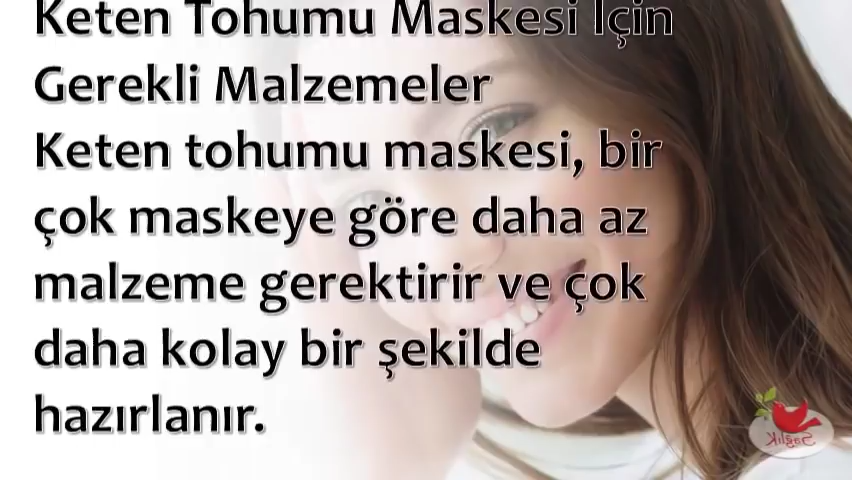 Keten Tohumu Maskesi İçin
Gerekli Malzemeler
Keten tohumu maskesi, bir
çok maskeye göre daha az
malzeme gerektirir ve çok
daha kolay bir şekilde
hazırlanır.
Sağlık